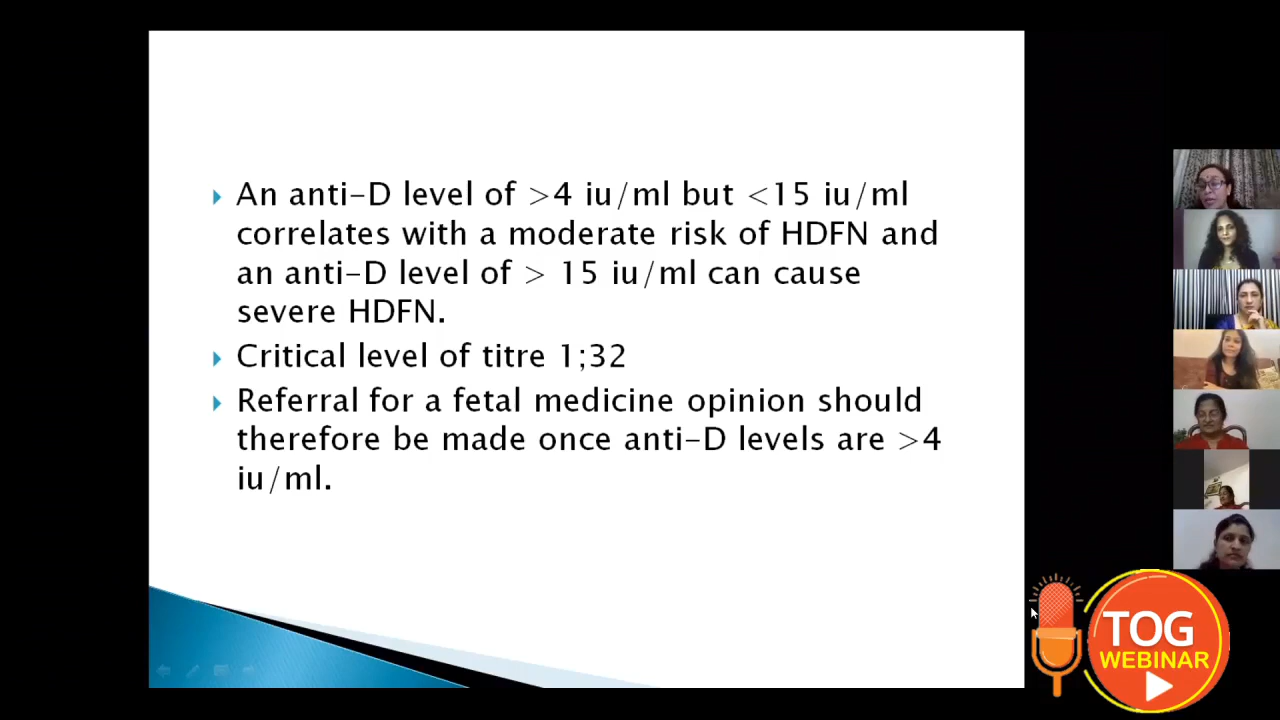 An anti-D level of >4 iu/ml but <15 iu/ml
correlates with a moderate risk of HDFN and
an anti-D level of > 15 iu/ml can cause
severe HDFN.
Critical level of titre 1;32
Referral for a fetal medicine opinion should
therefore be made once anti-D levels are >4
iu/ml.
TOG
WEBINAR